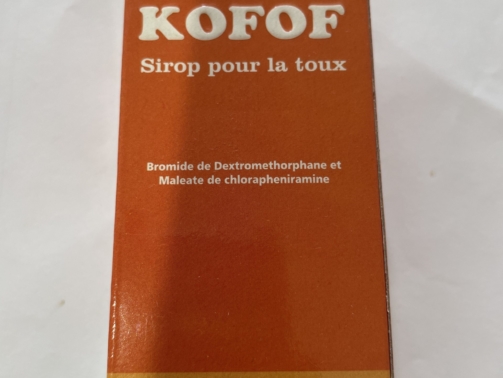 KOFOF
Sirop pour la toux
Bromide de Dextromethorphane et
Maleate de chlorapheniramine